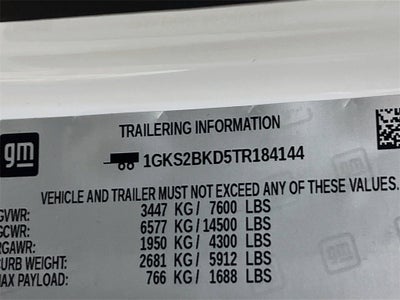 TRAILERING INFORMATION
gm
1GKS2BKD5TR184144
VEHICLE AND TRAILER MUST NOT EXCEED ANY OF THESE VALUES.
GVWR: 3447 KG/ 7600 LBS
GCWR: 6577 KG/ 14500 LBS
RGAWR: 1950 KG/ 4300 LBS
CURB WEIGHT: 2681 KG/ 5912 LBS
MAX PAYLOAD: 766 KG/ 1688 LBS